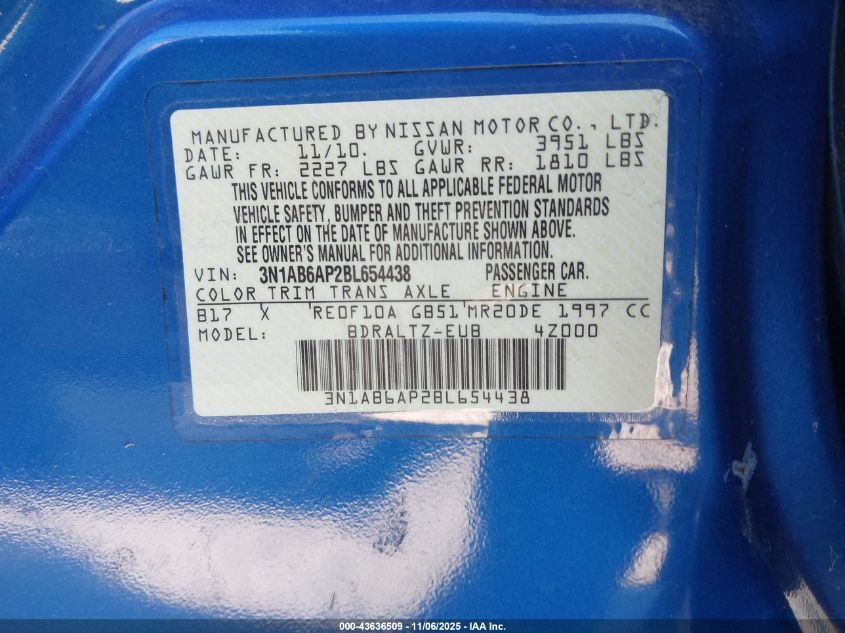 MANUFACTURED BY NISSAN MOTOR CO., LTD.
DATE: 11/10. GVWR: 3951 LBS
GAWR FR: 2227 LBS GAWR RR: 1810 LBS
THIS VEHICLE CONFORMS TO ALL APPLICABLE FEDERAL MOTOR
VEHICLE SAFETY, BUMPER AND THEFT PREVENTION STANDARDS
IN EFFECT ON THE DATE OF MANUFACTURE SHOWN ABOVE.
SEE OWNER'S MANUAL FOR ADDITIONAL INFORMATION.
VIN: 3N1AB6AP2BL654438 PASSENGER CAR.
COLOR TRIM TRANS AXLE ENGINE
B17 X RE0F10A GB51 MR20DE 1997 CC
MODEL: BDRALTZ-EUB 4Z000
3N1AB6AP2BL654438
000-43636509 - 11/06/2025 - IAA Inc.